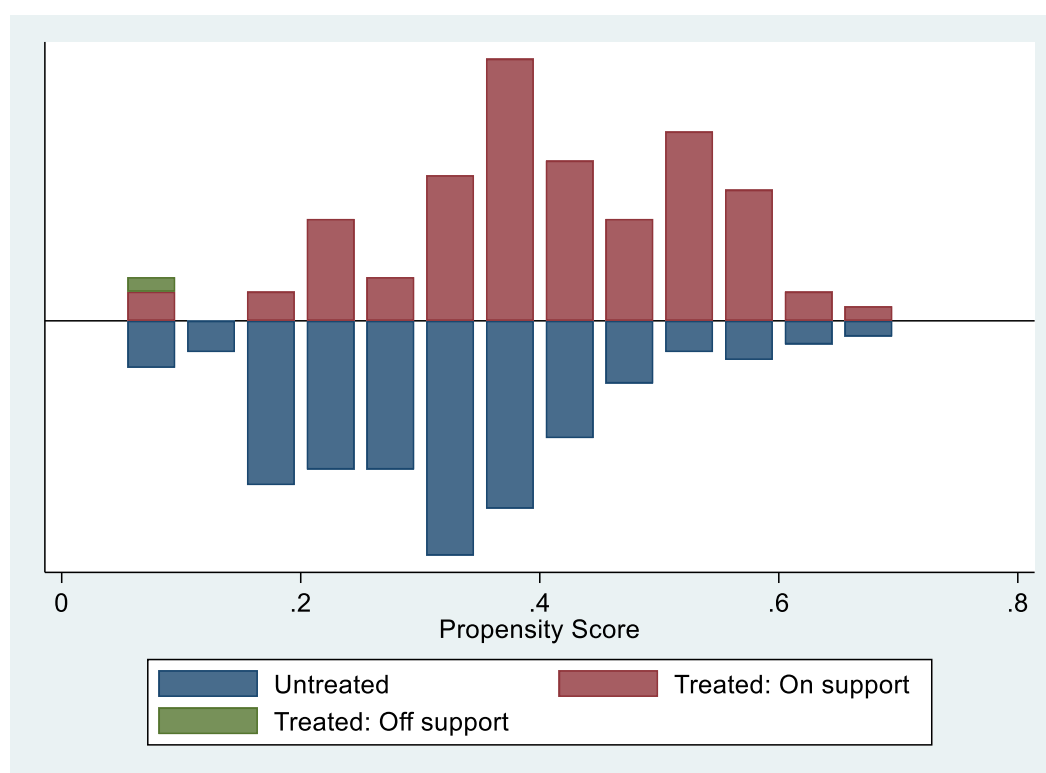 0 .2 .4 .6 .8
Propensity Score
Untreated Treated: On support
Treated: Off support